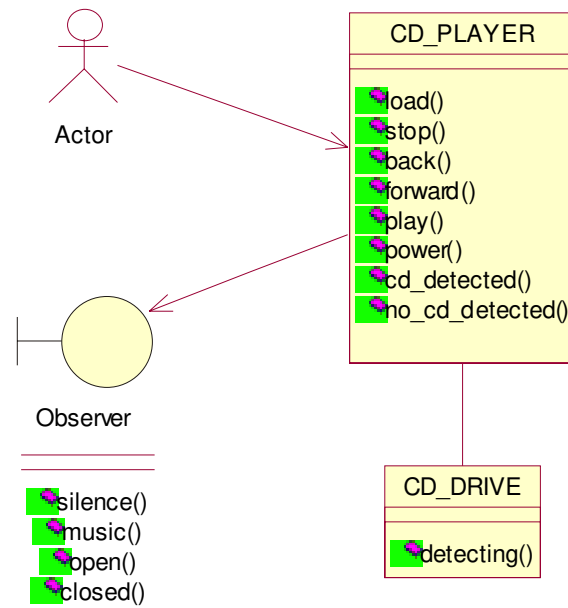 Actor
CD_PLAYER
load()
stop()
back()
forward()
play()
power()
cd_detected()
no_cd_detected()
Observer
silence()
music()
open()
closed()
CD_DRIVE
detecting()